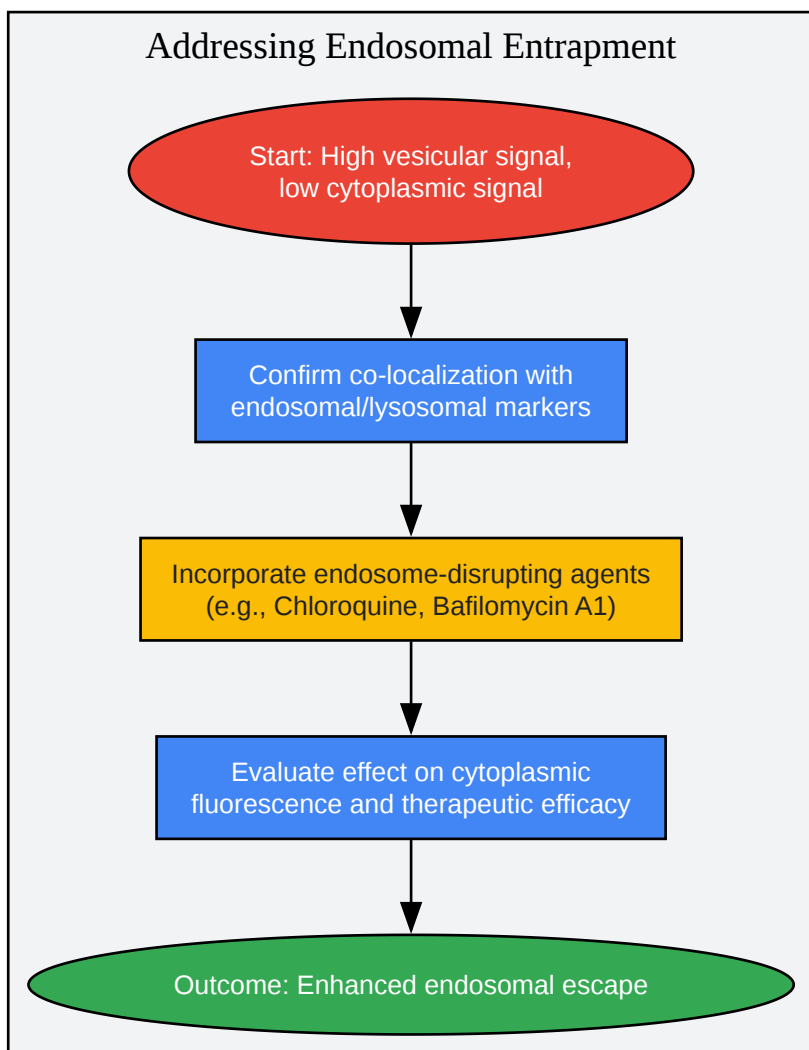 Addressing Endosomal Entrapment
Start: High vesicular signal,
low cytoplasmic signal
Confirm co-localization with
endosomal/lysosomal markers
Incorporate endosome-disrupting agents
(e.g., Chloroquine, Bafilomycin A1)
Evaluate effect on cytoplasmic
fluorescence and therapeutic efficacy
Outcome: Enhanced endosomal escape